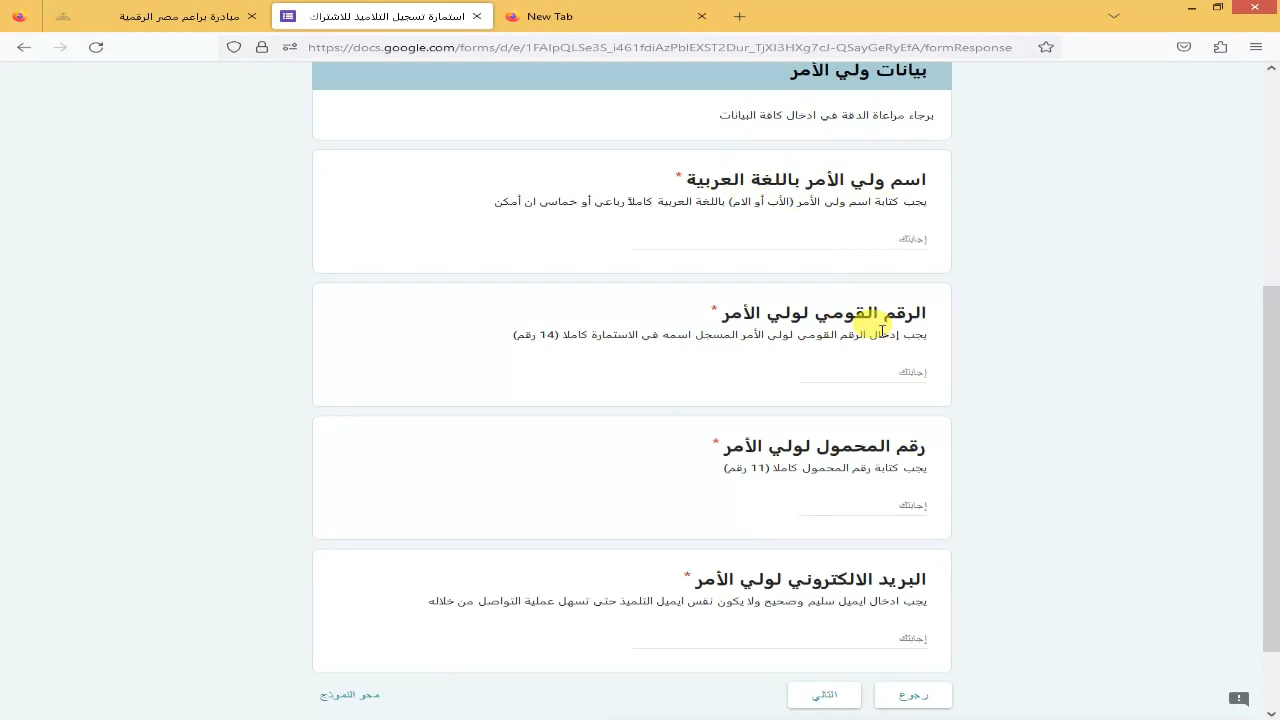 مبادرة براعم مصر الرقمية
استمارة تسجيل التلاميذ للاشتراك
New Tab
https://docs.google.com/forms/d/e/1FAIpQLSe3S_i461fdiAzPblEXST2Dur_TjXI3HXg7cJ-QSayGeRyEfA/formResponse
بيانات ولي الأمر
برجاء مراعاة الدقة في ادخال كافة البيانات
اسم ولي الأمر باللغة العربية *
يجب كتابة اسم ولي الأمر (الأب أو الام) باللغة العربية كاملاً رباعي أو خماسي ان أمكن
إجابتك
الرقم القومي لولي الأمر *
يجب إدخال الرقم القومي لولي الأمر المسجل اسمه في الاستمارة كاملا (14 رقم)
إجابتك
رقم المحمول لولي الأمر *
يجب كتابة رقم المحمول كاملا (11 رقم)
إجابتك
البريد الالكتروني لولي الأمر *
يجب ادخال ايميل سليم وصحيح ولا يكون نفس ايميل التلميذ حتى تسهل عملية التواصل من خلاله
إجابتك
رجوع
التالي
محو النموذج